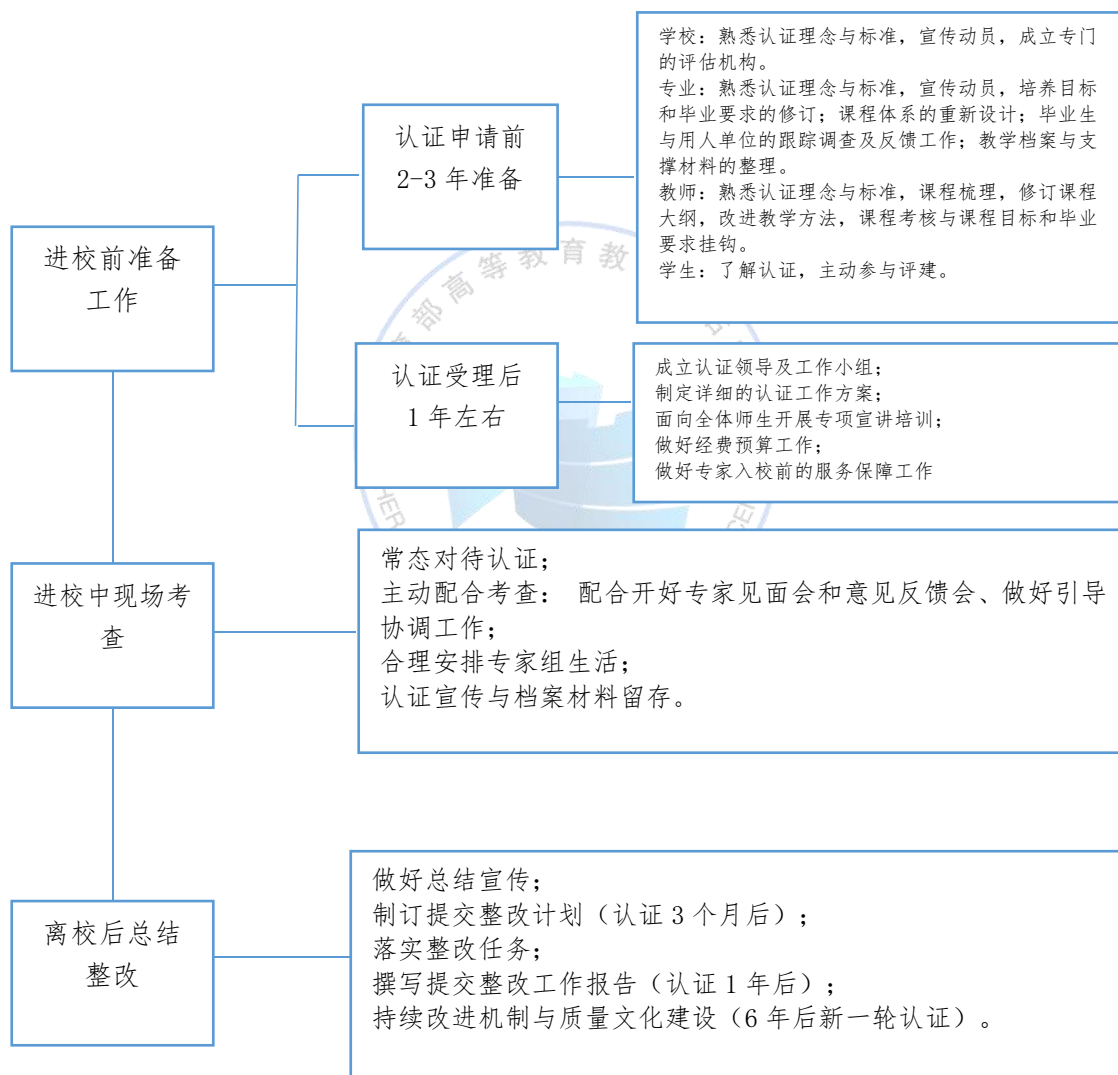 学校：熟悉认证理念与标准，宣传动员，成立专门
的评估机构。
专业：熟悉认证理念与标准，宣传动员，培养目标
和毕业要求的修订；课程体系的重新设计；毕业生
与用人单位的跟踪调查及反馈工作；教学档案与支
撑材料的整理。
教师：熟悉认证理念与标准，课程梳理，修订课程
大纲，改进教学方法，课程考核与课程目标和毕业
要求挂钩。
学生：了解认证，主动参与评建。
认证申请前
2-3 年准备
进校前准备
工作
部高等教育教
认证受理后
1 年左右
成立认证领导及工作小组；
制定详细的认证工作方案；
面向全体师生开展专项宣讲培训；
做好经费预算工作；
做好专家入校前的服务保障工作
HER
CEN
进校中现场考
查
常态对待认证；
主动配合考查： 配合开好专家见面会和意见反馈会、做好引导
协调工作；
合理安排专家组生活；
认证宣传与档案材料留存。
离校后总结
整改
做好总结宣传；
制订提交整改计划（认证 3 个月后）；
落实整改任务；
撰写提交整改工作报告（认证 1 年后）；
持续改进机制与质量文化建设（6 年后新一轮认证）。